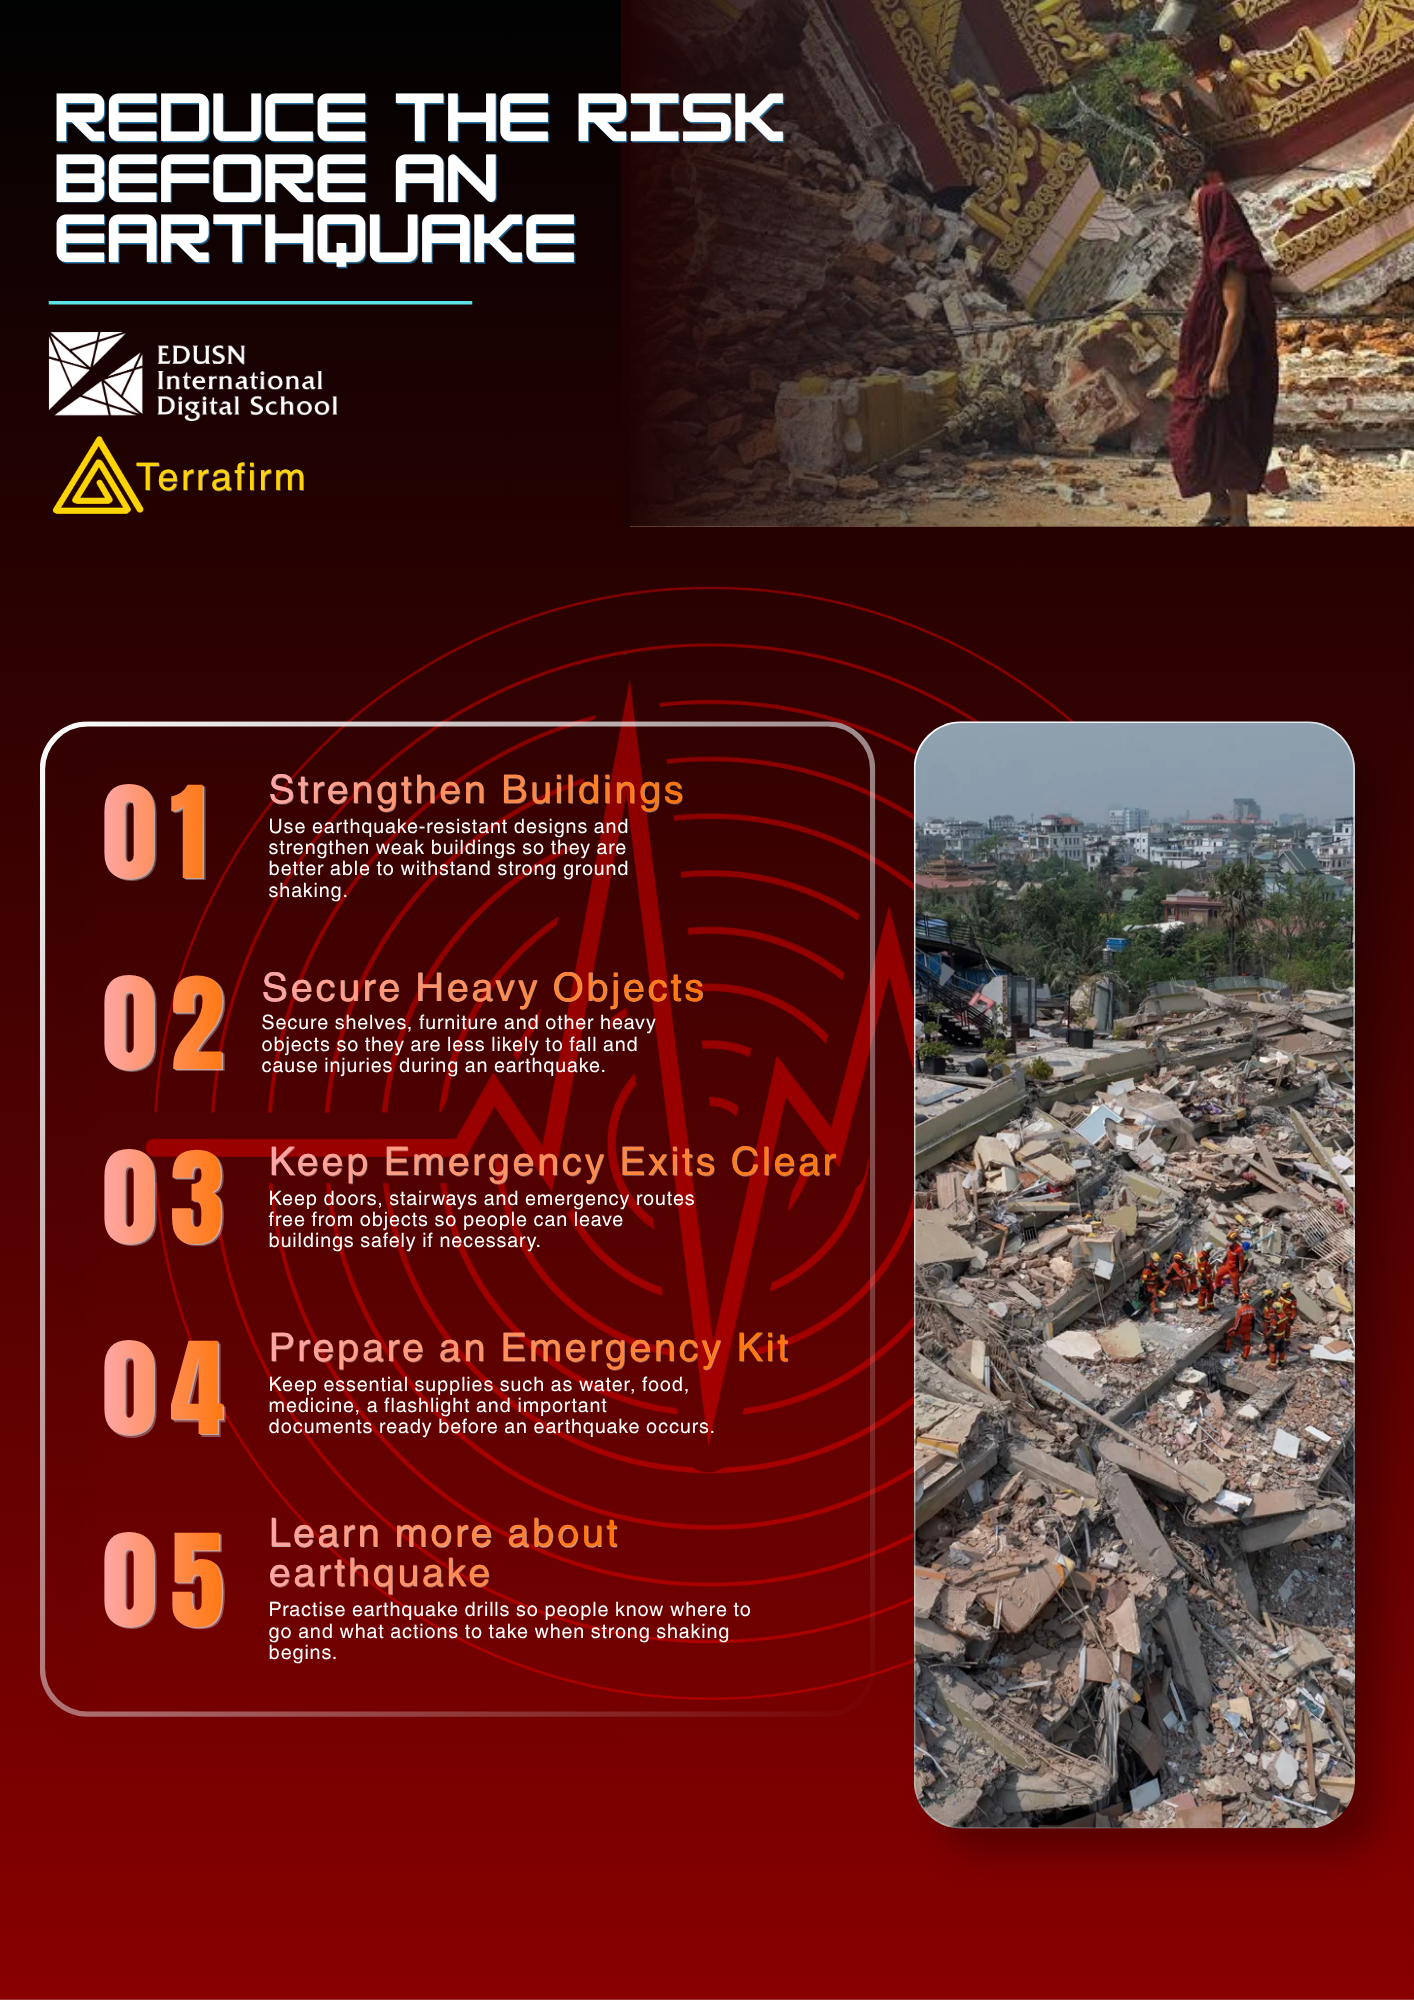 REDUCE THE RISK
BEFORE AN
EARTHQUAKE
EDUSN
International
Digital School
Terrafirm
01
Strengthen Buildings
Use earthquake-resistant designs and
strengthen weak buildings so they are
better able to withstand strong ground
shaking.
02
Secure Heavy Objects
Secure shelves, furniture and other heavy
objects so they are less likely to fall and
cause injuries during an earthquake.
03
Keep Emergency Exits Clear
Keep doors, stairways and emergency routes
free from objects so people can leave
buildings safely if necessary.
04
Prepare an Emergency Kit
Keep essential supplies such as water, food,
medicine, a flashlight and important
documents ready before an earthquake occurs.
05
Learn more about
earthquake
Practise earthquake drills so people know where to
go and what actions to take when strong shaking
begins.